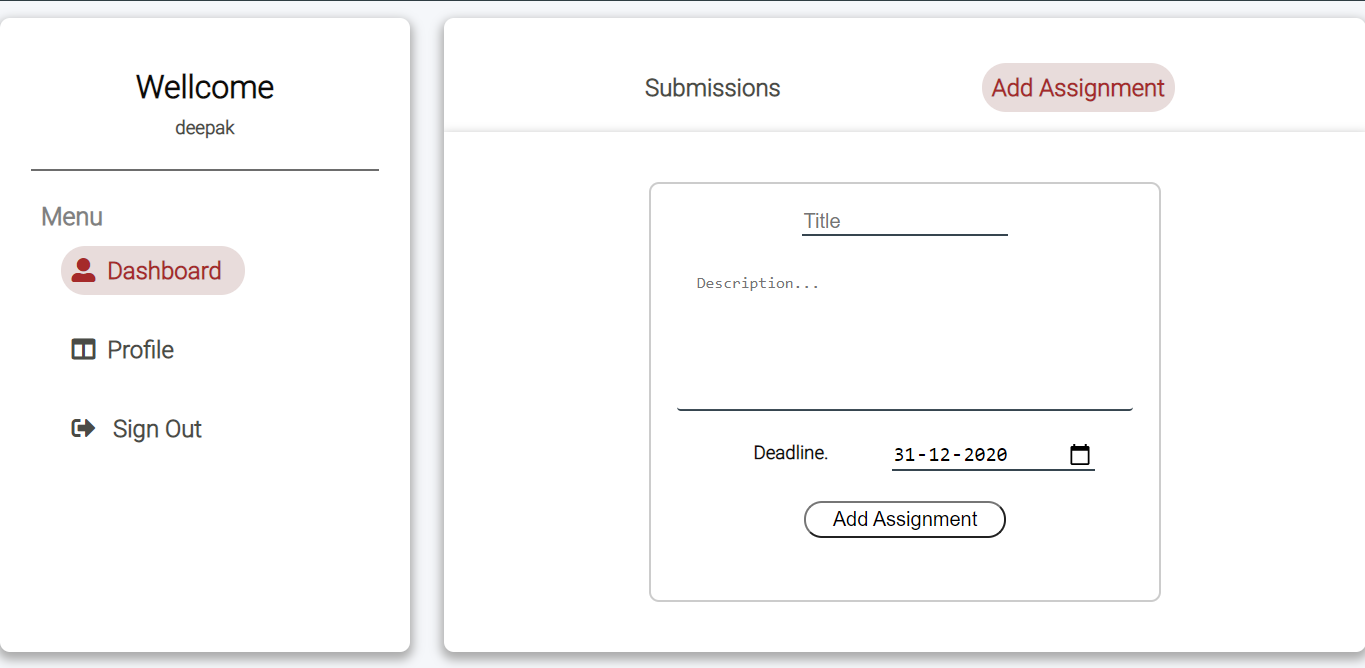 Wellcome
deepak
Menu
Dashboard
Profile
Sign Out
Submissions
Add Assignment
Title
Description...
Deadline.
31-12-2020
Add Assignment